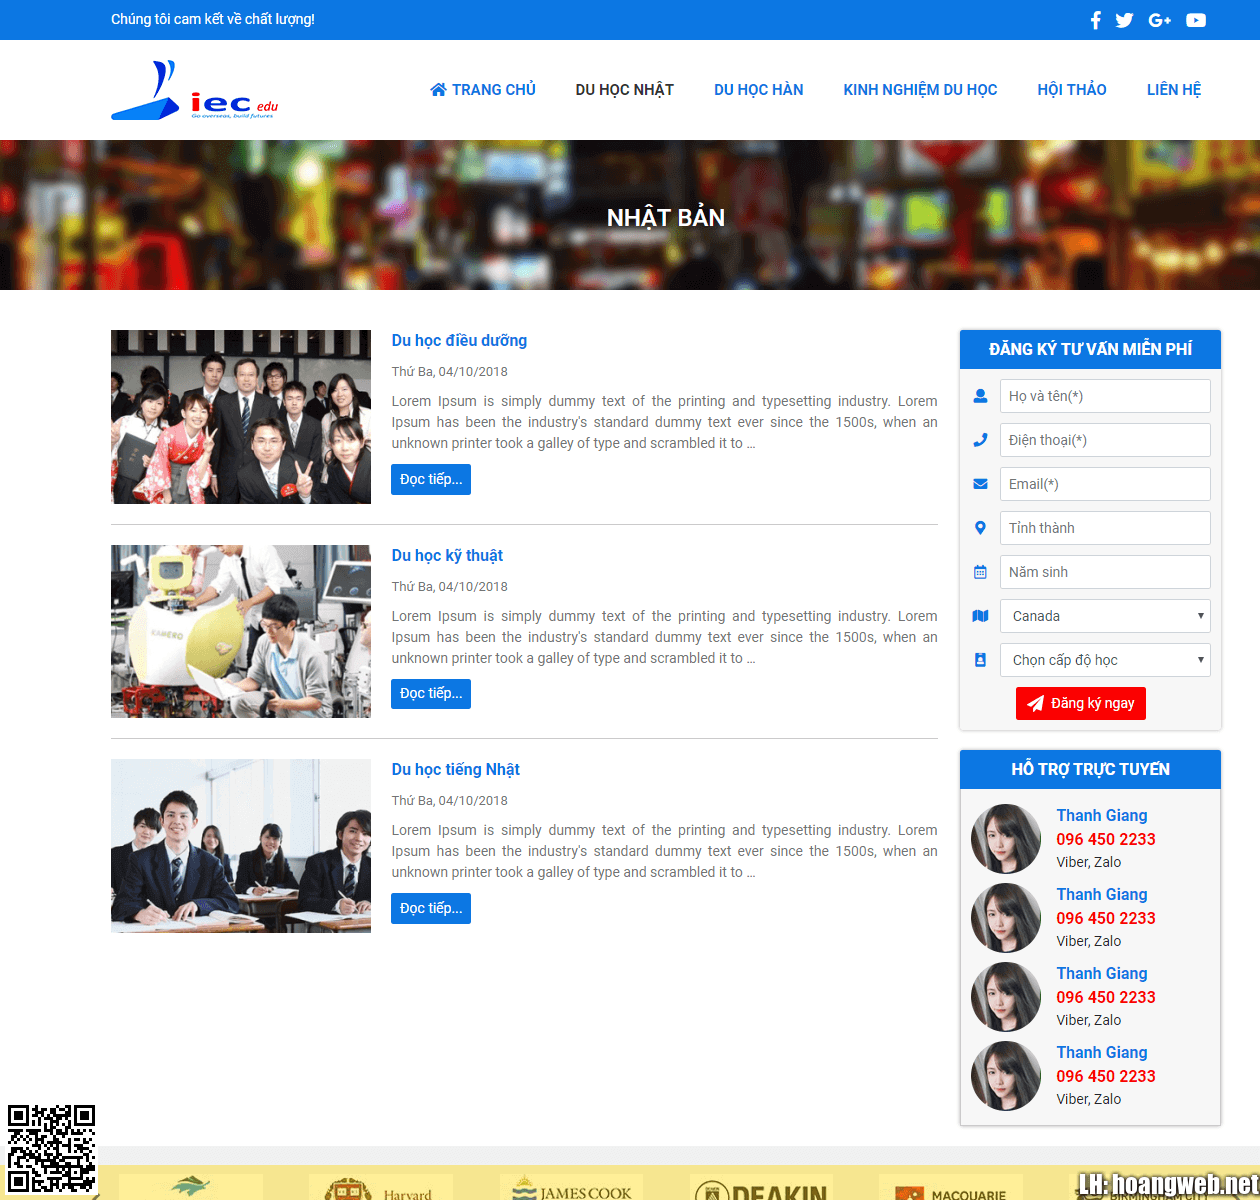 Chúng tôi cam kết về chất lượng!
iec edu
Go overseas, build futures
TRANG CHỦ
DU HỌC NHẬT
DU HỌC HÀN
KINH NGHIỆM DU HỌC
HỘI THẢO
LIÊN HỆ
NHẬT BẢN
Du học điều dưỡng
Thứ Ba, 04/10/2018
Lorem Ipsum is simply dummy text of the printing and typesetting industry. Lorem
Ipsum has been the industry's standard dummy text ever since the 1500s, when an
unknown printer took a galley of type and scrambled it to ...
Đọc tiếp...
Du học kỹ thuật
Thứ Ba, 04/10/2018
Lorem Ipsum is simply dummy text of the printing and typesetting industry. Lorem
Ipsum has been the industry's standard dummy text ever since the 1500s, when an
unknown printer took a galley of type and scrambled it to ...
Đọc tiếp...
Du học tiếng Nhật
Thứ Ba, 04/10/2018
Lorem Ipsum is simply dummy text of the printing and typesetting industry. Lorem
Ipsum has been the industry's standard dummy text ever since the 1500s, when an
unknown printer took a galley of type and scrambled it to ...
Đọc tiếp...
ĐĂNG KÝ TƯ VẤN MIỄN PHÍ
Họ và tên(*)
Điện thoại(*)
Email(*)
Tỉnh thành
Năm sinh
Canada
Chọn cấp độ học
Đăng ký ngay
HỖ TRỢ TRỰC TUYẾN
Thanh Giang
096 450 2233
Viber, Zalo
Thanh Giang
096 450 2233
Viber, Zalo
Thanh Giang
096 450 2233
Viber, Zalo
Thanh Giang
096 450 2233
Viber, Zalo
Harvard
JAMES COOK
DEAKIN
MACQUARIE
LH: hoangweb.net